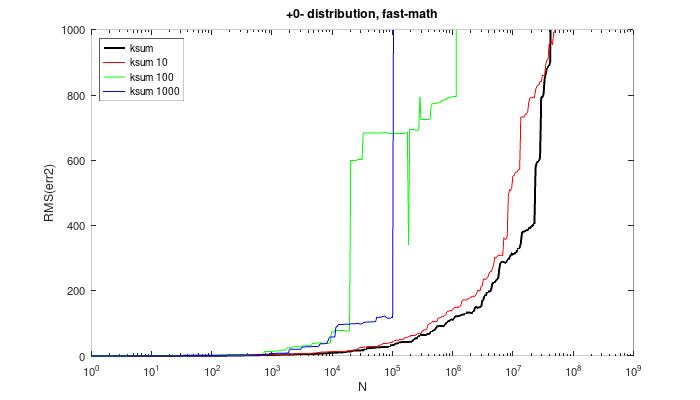 +0- distribution, fast-math
ksum
ksum 10
ksum 100
ksum 1000
1000
800
600
400
200
0
RMS(err2)
10^0 10^1 10^2 10^3 10^4 10^5 10^6 10^7 10^8 10^9
N